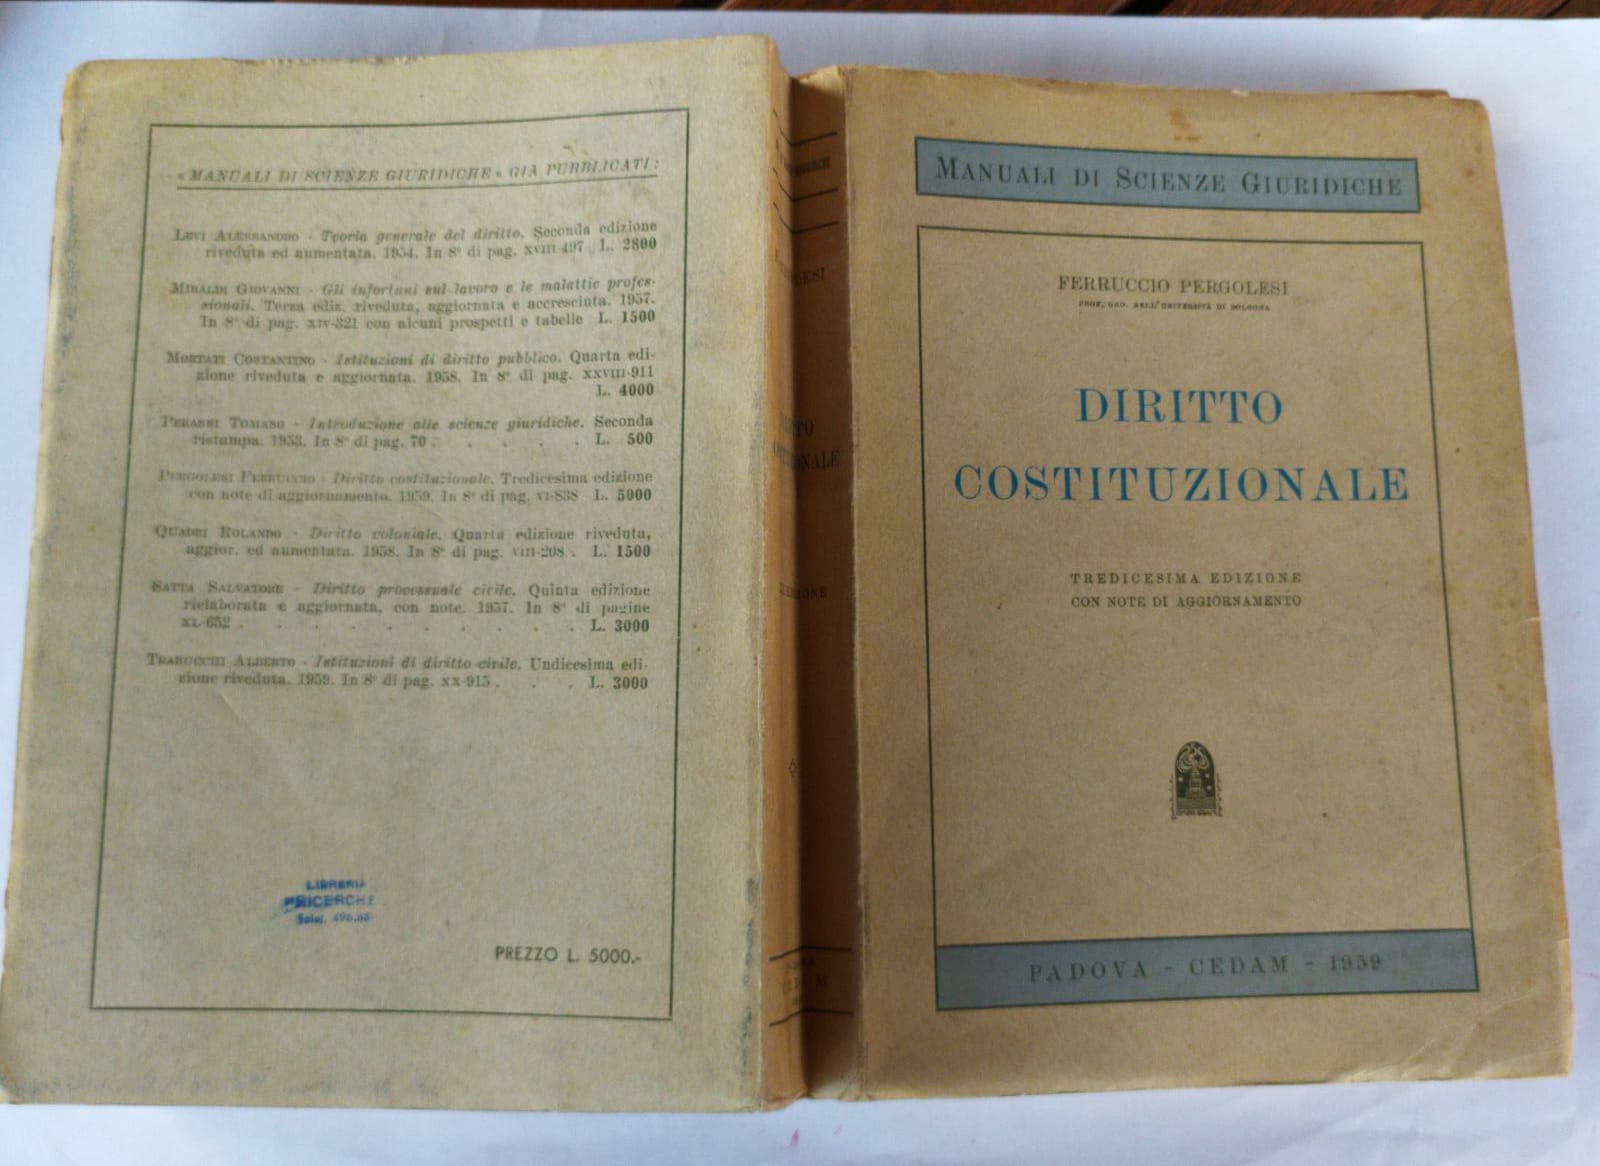 « MANUALI DI SCIENZE GIURIDICHE » GIÀ PUBBLICATI:
LEVI ALESSANDRO - Teoria generale del diritto. Seconda edizione
riveduta ed aumentata. 1954. In 8° di pag. XVIII-497 L. 2800
MIRALDI GIOVANNI - Gli infortuni sul lavoro e le malattie profes-
sionali. Terza ediz. riveduta, aggiornata e accresciuta. 1957.
In 8° di pag. XIV-321 con alcuni prospetti e tabelle L. 1500
MORTATI COSTANTINO - Istituzioni di diritto pubblico. Quarta edi-
zione riveduta e aggiornata. 1958. In 8° di pag. XXVIII-911
L. 4000
PERASSI TOMASO - Introduzione alle scienze giuridiche. Seconda
ristampa. 1953. In 8° di pag. 70 . . . . . L. 500
PERGOLESI FERRUCCIO - Diritto costituzionale. Tredicesima edizione
con note di aggiornamento. 1959. In 8° di pag. VI-838 L. 5000
QUADRI ROLANDO - Diritto coloniale. Quarta edizione riveduta,
aggior. ed aumentata. 1958. In 8° di pag. VIII-208 . L. 1500
SATTA SALVATORE - Diritto processuale civile. Quinta edizione
rielaborata e aggiornata, con note. 1957. In 8° di pagine
XL-652 . . . . . . . . . L. 3000
TRABUCCHI ALBERTO - Istituzioni di diritto civile. Undicesima edi-
zione riveduta. 1959. In 8° di pag. XX-915 . . . L. 3000
LIBRERIA
RICERCHE
PREZZO L. 5000.-
MANUALI DI SCIENZE GIURIDICHE
FERRUCCIO PERGOLESI
PROF. ORD. NELL'UNIVERSITÀ DI BOLOGNA
DIRITTO
COSTITUZIONALE
TREDICESIMA EDIZIONE
CON NOTE DI AGGIORNAMENTO
PADOVA - CEDAM - 1959